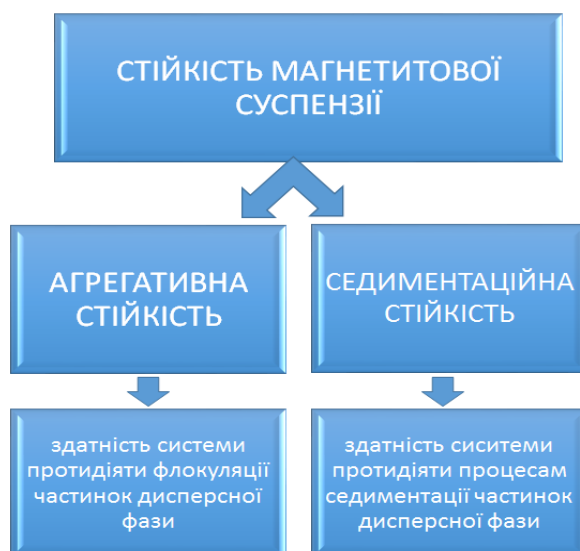 СТІЙКІСТЬ МАГНЕТИТОВОЇ
СУСПЕНЗІЇ
АГРЕГАТИВНА
СТІЙКІСТЬ
СЕДИМЕНТАЦІЙНА
СТІЙКІСТЬ
здатність системи
протидіяти флокуляції
частинок дисперсної
фази
здатність сиситеми
протидіяти процесам
седиментації частинок
дисперсної фази